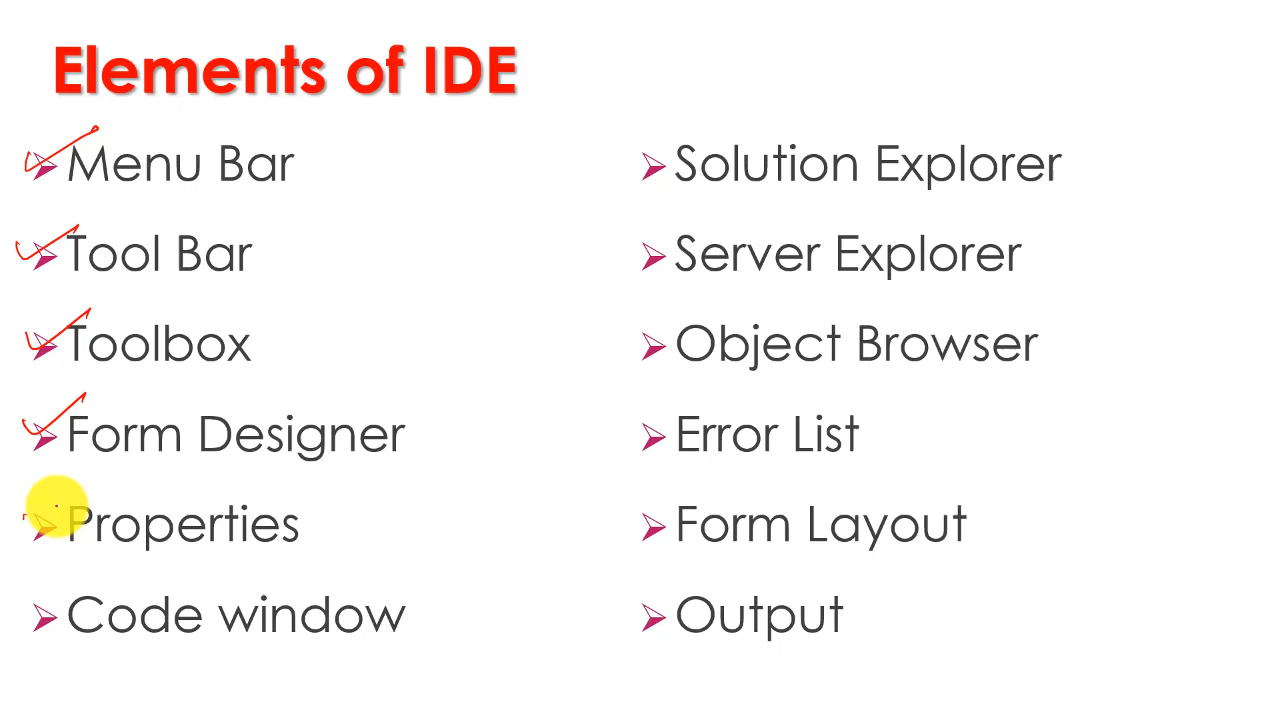 Elements of IDE
Menu Bar
Tool Bar
Toolbox
Form Designer
Properties
Code window
Solution Explorer
Server Explorer
Object Browser
Error List
Form Layout
Output